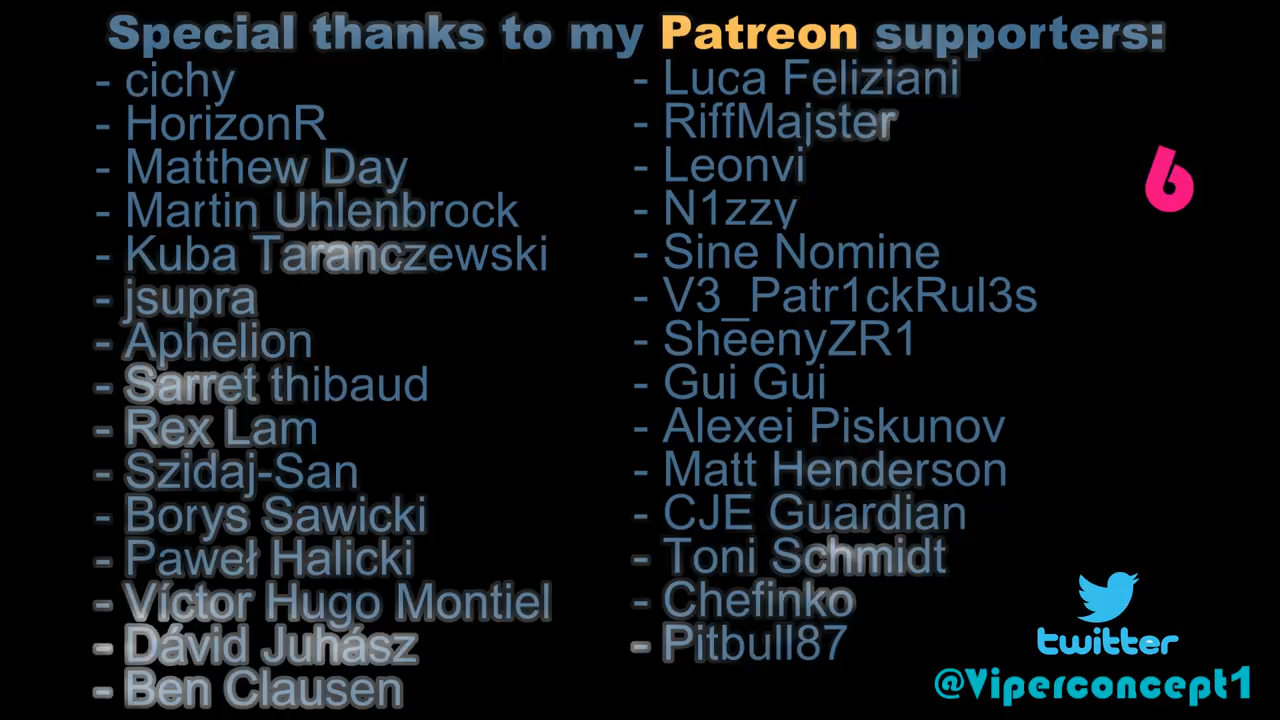 Special thanks to my Patreon supporters:
- cichy
- HorizonR
- Matthew Day
- Martin Uhlenbrock
- Kuba Taranczewski
- jsupra
- Aphelion
- Sarret thibaud
- Rex Lam
- Szidaj-San
- Borys Sawicki
- Paweł Halicki
- Víctor Hugo Montiel
- Dávid Juhász
- Ben Clausen
- Luca Feliziani
- RiffMajster
- Leonvi
- N1zzy
- Sine Nomine
- V3_Patr1ckRul3s
- SheenyZR1
- Gui Gui
- Alexei Piskunov
- Matt Henderson
- CJE Guardian
- Toni Schmidt
- Chefinko
- Pitbull87
6
twitter
@Viperconcept1